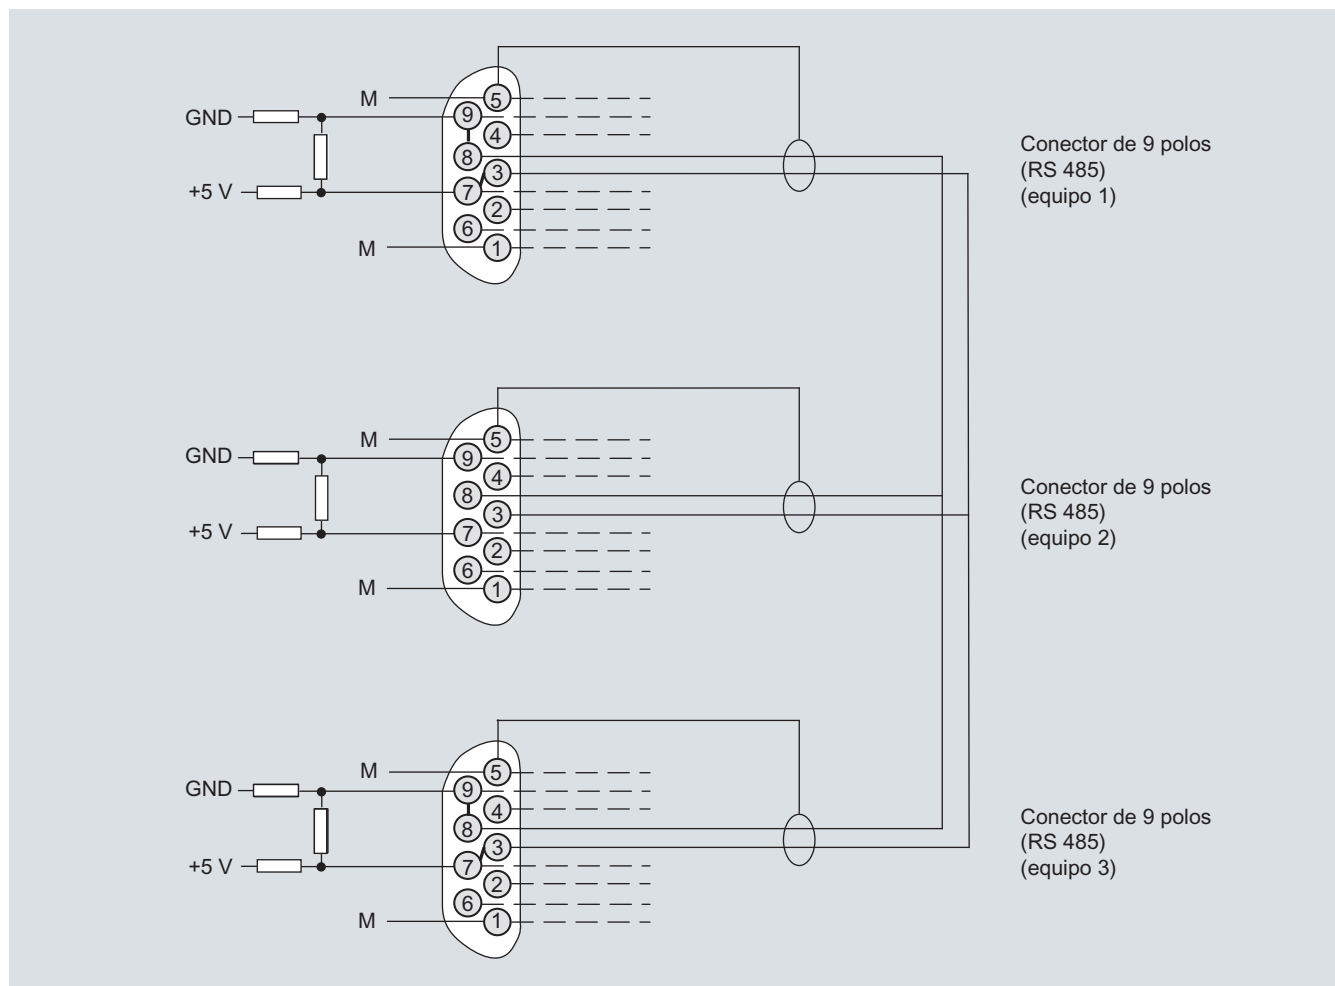 M
5
9
GND
4
8
3
+5 V
7
2
6
M
1
Conector de 9 polos
(RS 485)
(equipo 1)
M
5
9
GND
4
8
3
+5 V
7
2
6
M
1
Conector de 9 polos
(RS 485)
(equipo 2)
M
5
9
GND
4
8
3
+5 V
7
2
6
M
1
Conector de 9 polos
(RS 485)
(equipo 3)